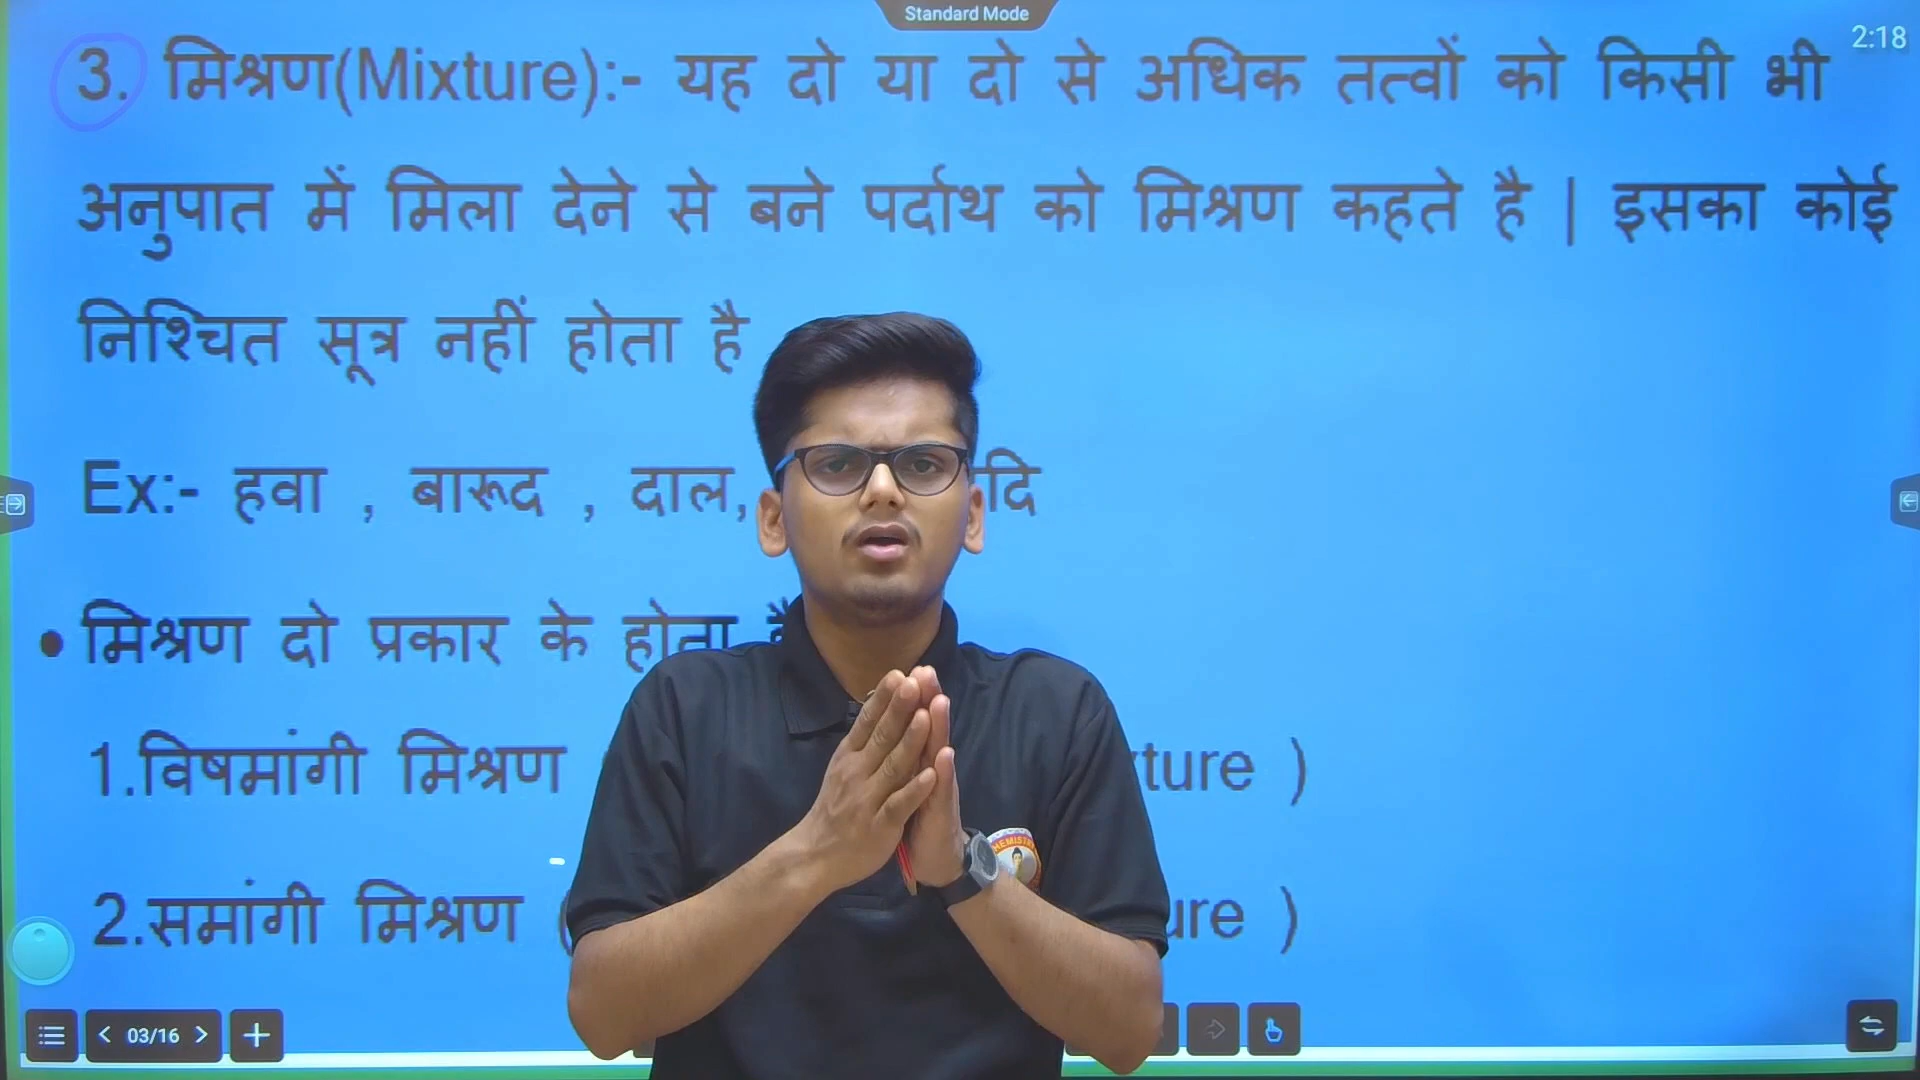 Standard Mode
2:18
3. मिश्रण(Mixture):- यह दो या दो से अधिक तत्वों को किसी भी
अनुपात में मिला देने से बने पर्दाथ को मिश्रण कहते है | इसका कोई
निश्चित सूत्र नहीं होता है
Ex:- हवा , बारूद , दाल,
• मिश्रण दो प्रकार के होता है
1.विषमांगी मिश्रण ( )
2.समांगी मिश्रण ( )
03/16